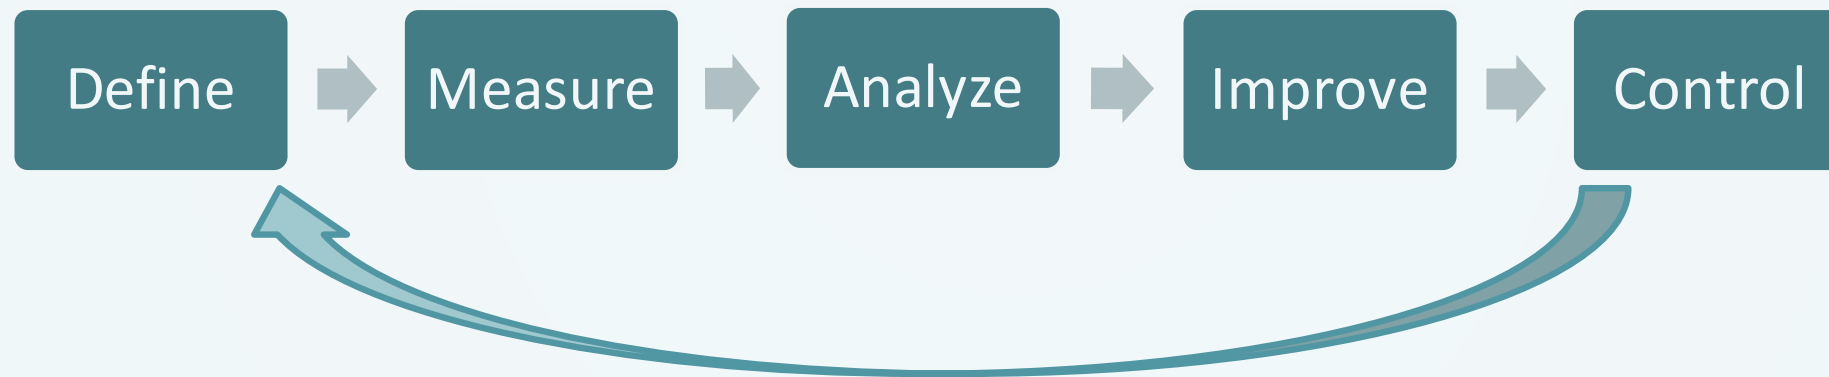 Define
Measure
Analyze
Improve
Control